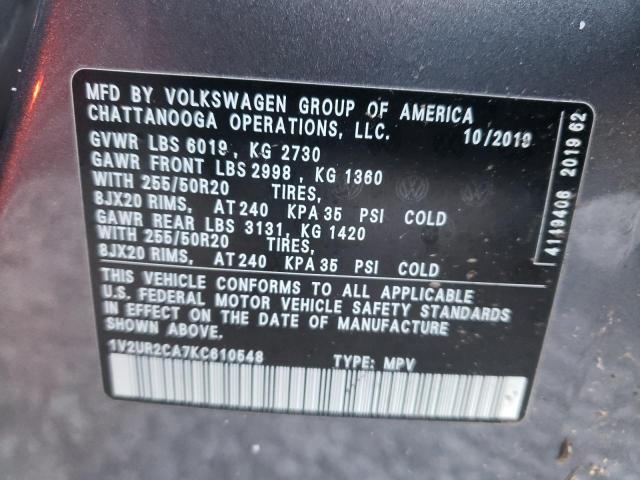 MFD BY VOLKSWAGEN GROUP OF AMERICA
CHATTANOOGA OPERATIONS, LLC. 10/2019
GVWR LBS 6019, KG 2730
GAWR FRONT LBS 2998, KG 1360
WITH 255/50R20 TIRES,
8JX20 RIMS, AT 240 KPA 35 PSI COLD
GAWR REAR LBS 3131, KG 1420
WITH 255/50R20 TIRES,
8JX20 RIMS, AT 240 KPA 35 PSI COLD
THIS VEHICLE CONFORMS TO ALL APPLICABLE
U.S. FEDERAL MOTOR VEHICLE SAFETY STANDARDS
IN EFFECT ON THE DATE OF MANUFACTURE
SHOWN ABOVE.
1V2UR2CA7KC610548 TYPE: MPV
4149406 2019 62